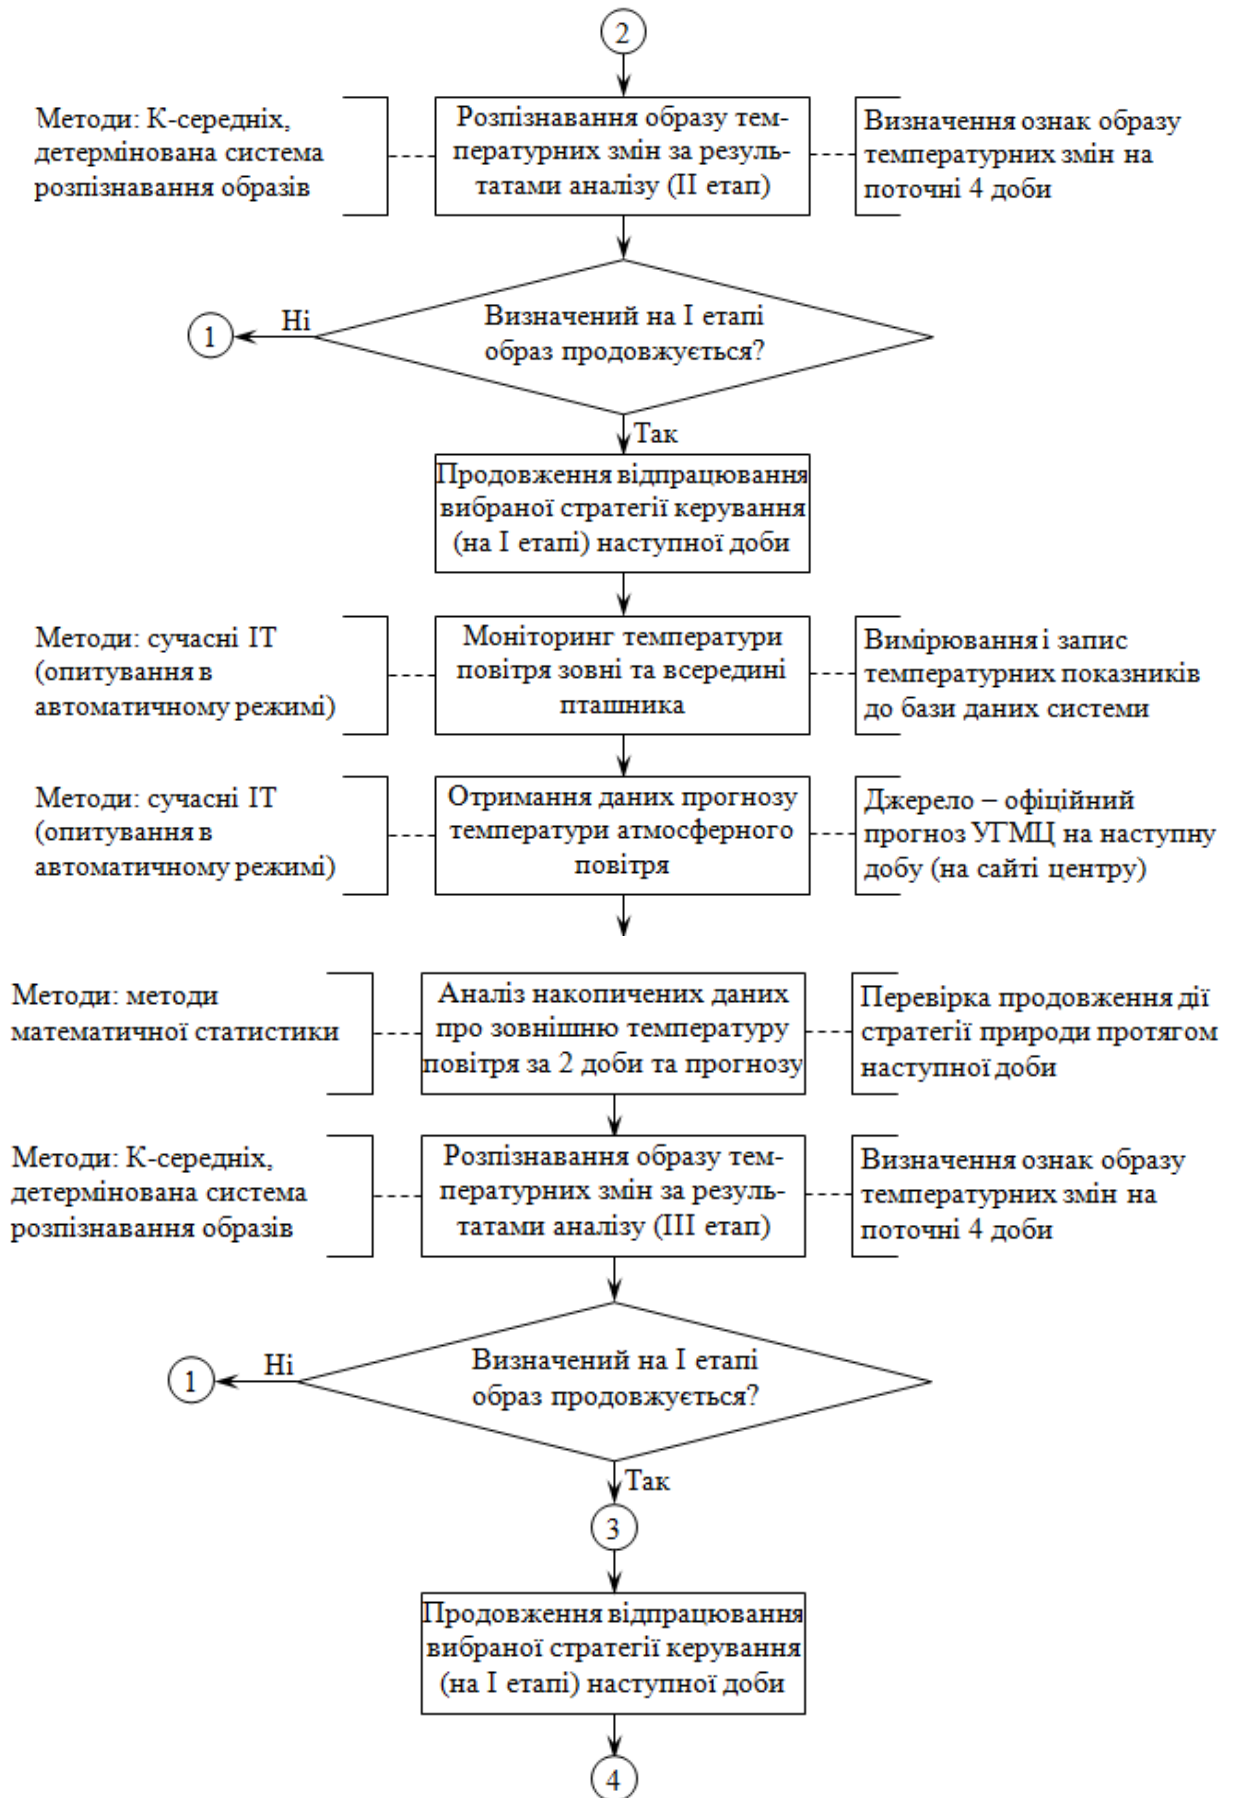 2
Методи: К-середніх,
детермінована система
розпізнавання образів
Розпізнавання образу тем-
ператур­них змін за резуль-
татами аналізу (ІІ етап)
Визначення ознак образу
температурних змін на
поточні 4 доби
1
Ні
Визначений на І етапі
образ продовжується?
Так
Продовження відпрацювання
вибраної стратегії керування
(на І етапі) наступної доби
Методи: сучасні ІТ
(опитування в
автоматичному режимі)
Моніторинг температури
повітря зовні та всередині
пташника
Вимірювання і запис
температурних показників
до бази даних системи
Методи: сучасні ІТ
(опитування в
автоматичному режимі)
Отримання даних прогнозу
температури атмосферного
повітря
Джерело – офіційний
прогноз УГМЦ на наступну
добу (на сайті центру)
Методи: методи
математичної статистики
Аналіз накопичених даних
про зовнішню температуру
повітря за 2 доби та прогнозу
Перевірка продовження дії
стратегії природи протягом
наступної доби
Методи: К-середніх,
детермінована система
розпізнавання образів
Розпізнавання образу тем-
пературних змін за резуль-
татами аналізу (ІІІ етап)
Визначення ознак образу
температурних змін на
поточні 4 доби
1
Ні
Визначений на І етапі
образ продовжується?
Так
3
Продовження відпрацювання
вибраної стратегії керування
(на І етапі) наступної доби
4